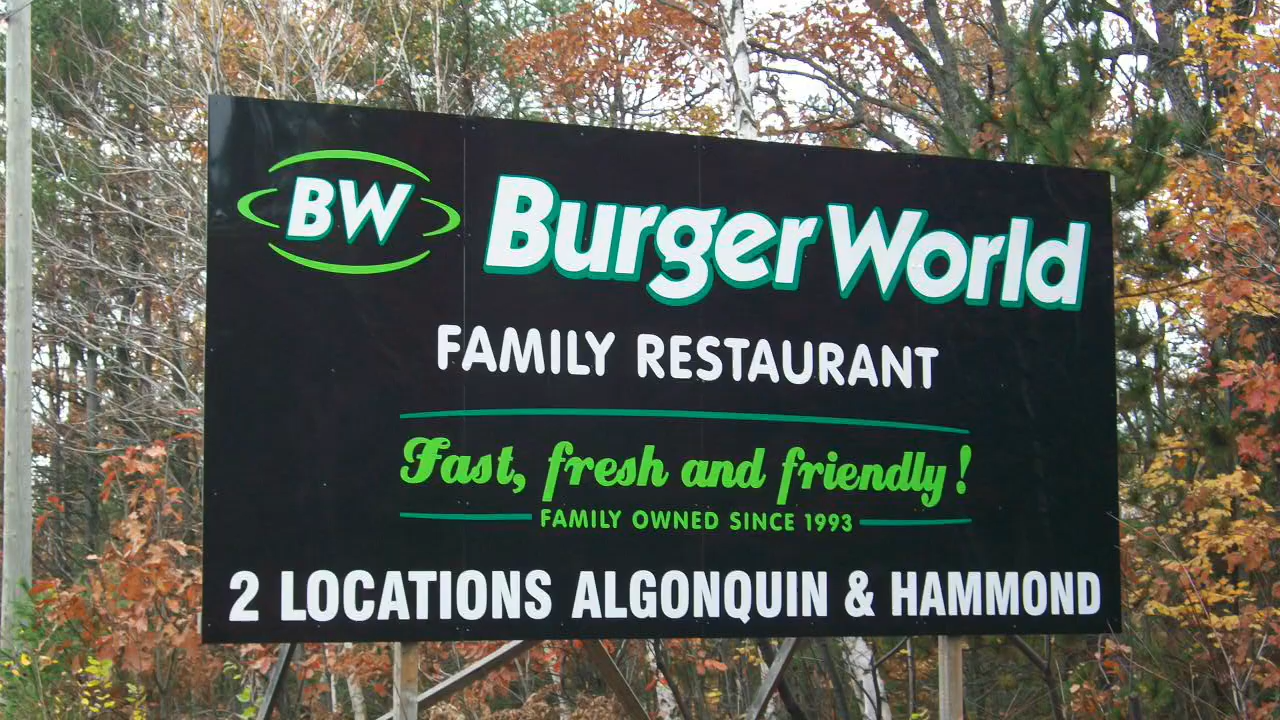 BW
Burger World
FAMILY RESTAURANT
Fast, fresh and friendly!
FAMILY OWNED SINCE 1993
2 LOCATIONS ALGONQUIN & HAMMOND